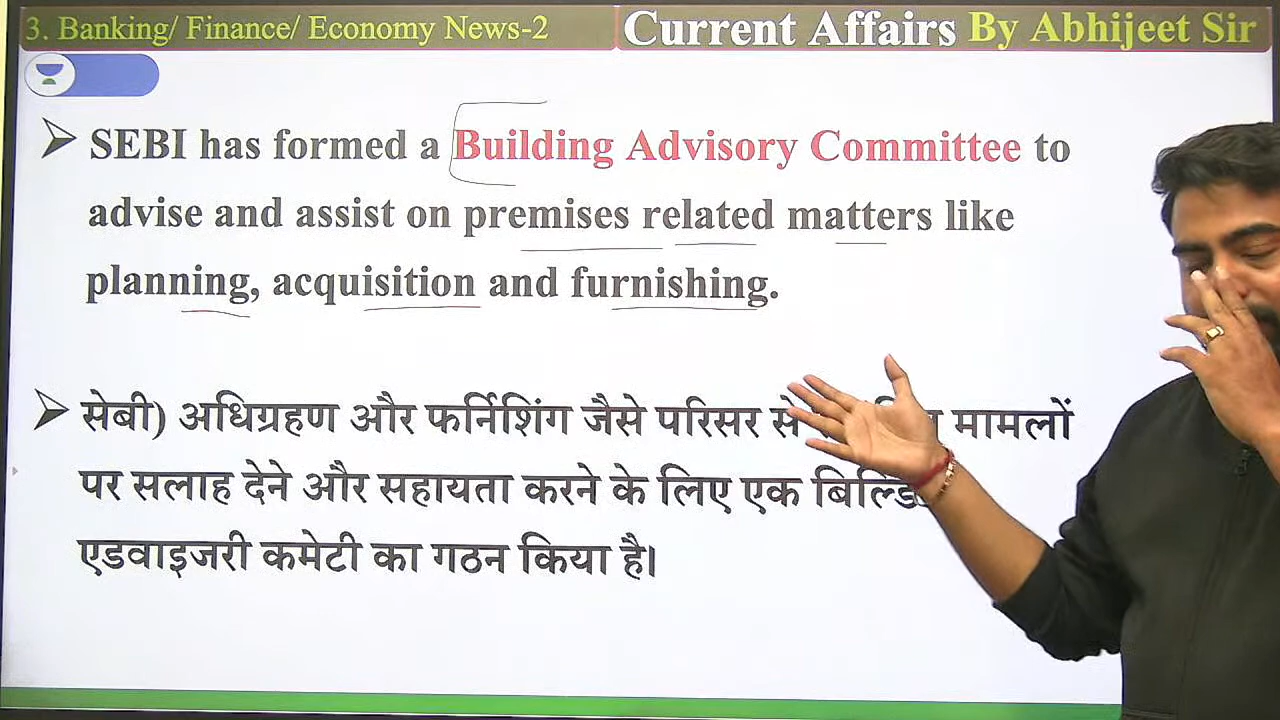 3. Banking/ Finance/ Economy News-2
Current Affairs By Abhijeet Sir
SEBI has formed a Building Advisory Committee to
advise and assist on premises related matters like
planning, acquisition and furnishing.
सेबी) अधिग्रहण और फर्निशिंग जैसे परिसर से मामलों
पर सलाह देने और सहायता करने के लिए एक
एडवाइजरी कमेटी का गठन किया है।